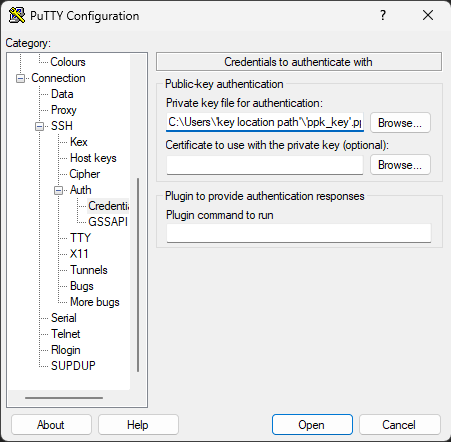 PuTTY Configuration
?
Category:
Colours
Connection
Data
Proxy
SSH
Kex
Host keys
Cipher
Auth
GSSAPI
TTY
X11
Tunnels
Bugs
More bugs
Serial
Telnet
Rlogin
SUPDUP
Credentials to authenticate with
Public-key authentication
Private key file for authentication:
C:\Users\'key location path'\'ppk_key'.pp
Browse...
Certificate to use with the private key (optional):
Browse...
Plugin to provide authentication responses
Plugin command to run
About
Help
Open
Cancel